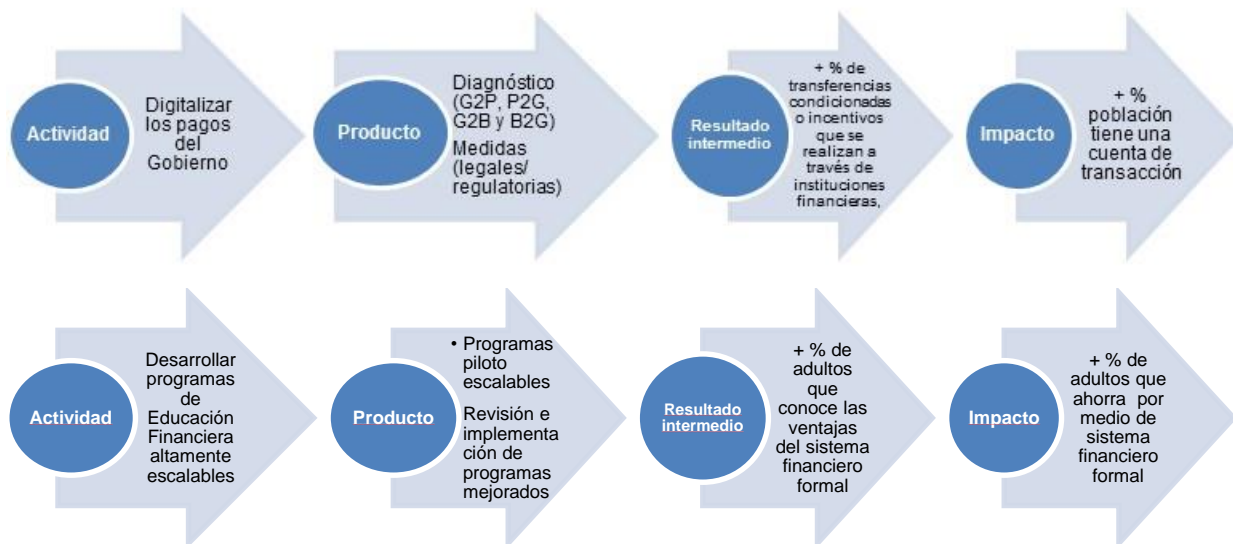 Actividad
Digitalizar
los pagos
del
Gobierno
Producto
Diagnóstico
(G2P, P2G,
G2B y B2G)
Medidas
(legales/
regulatorias)
Resultado
intermedio
+ % de
transferencias
condicionadas
o incentivos
que se
realizan a
través de
instituciones
financieras,
Impacto
+ %
población
tiene una
cuenta de
transacción
Actividad
Desarrollar
programas
de
Educación
Financiera
altamente
escalables
Producto
• Programas
piloto
escalables
Revisión e
implementa
ción de
programas
mejorados
Resultado
intermedio
+ % de
adultos
que
conoce las
ventajas
del sistema
financiero
formal
Impacto
+ % de
adultos que
ahorra por
medio de
sistema
financiero
formal